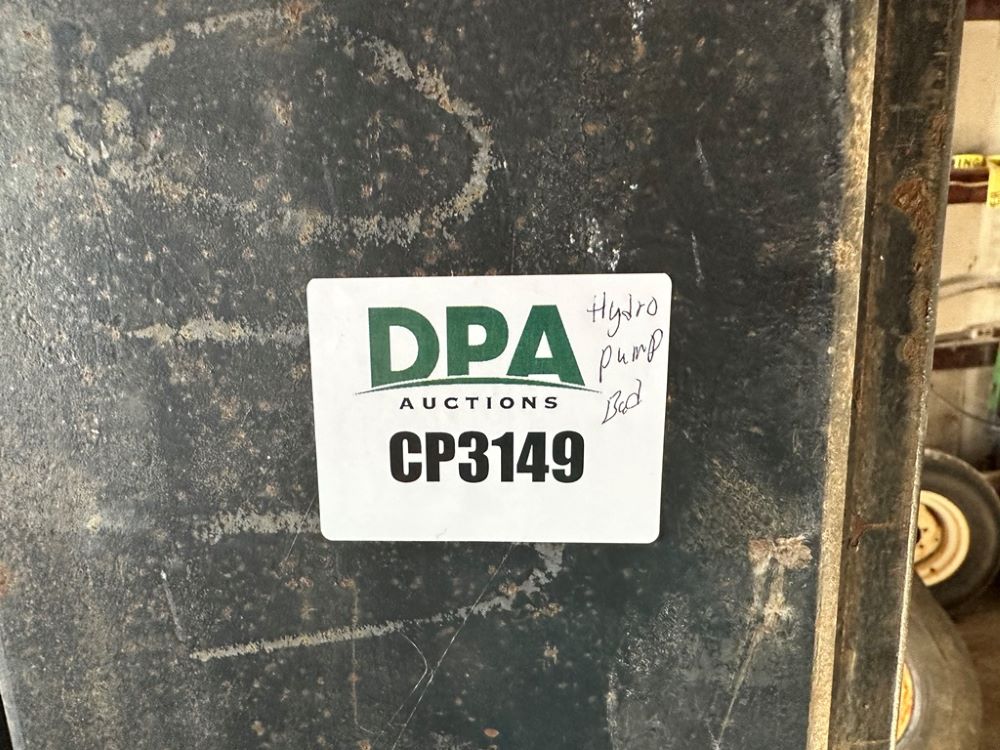 DPA
AUCTIONS
CP3149
Hydro
pump
Bad